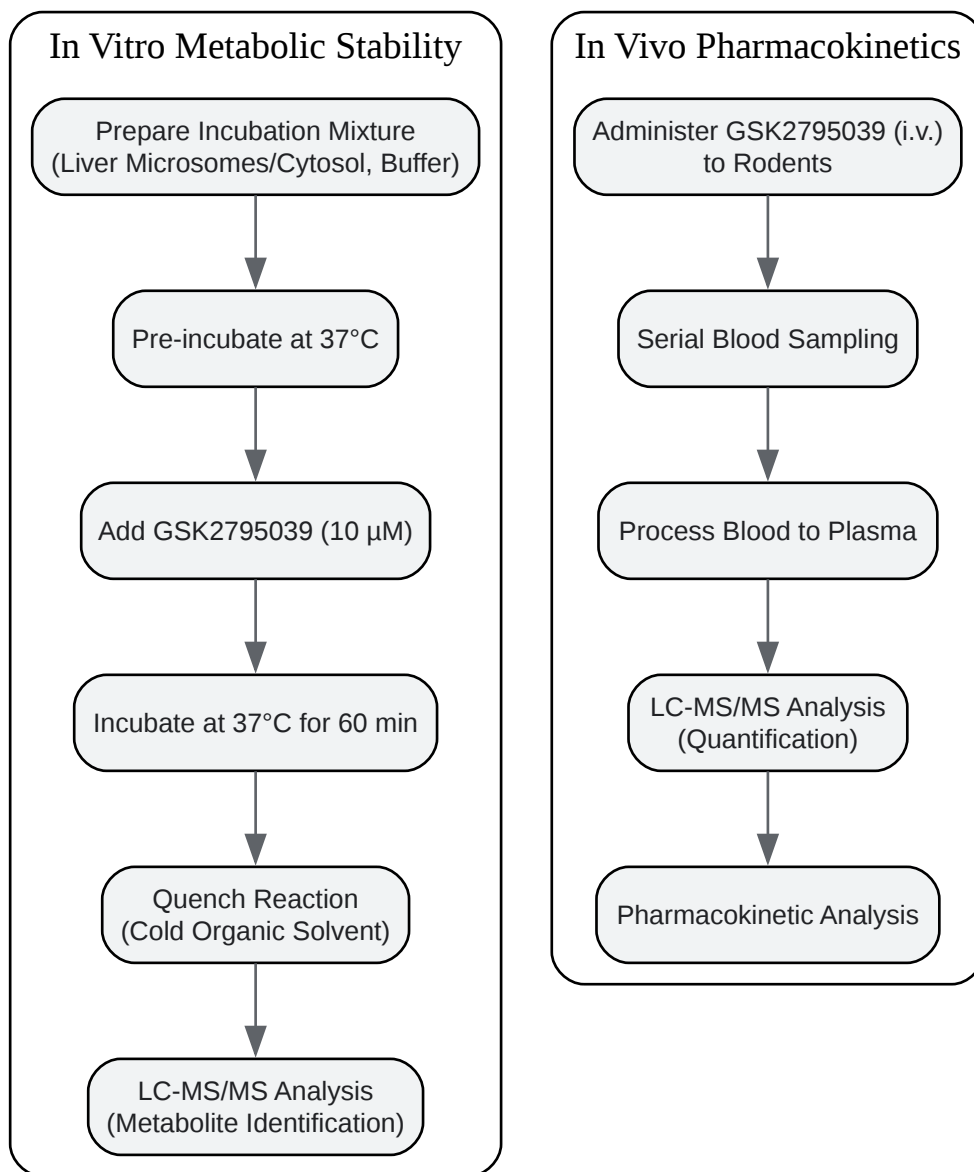 In Vitro Metabolic Stability
Prepare Incubation Mixture
(Liver Microsomes/Cytosol, Buffer)
Pre-incubate at 37°C
Add GSK2795039 (10 µM)
Incubate at 37°C for 60 min
Quench Reaction
(Cold Organic Solvent)
LC-MS/MS Analysis
(Metabolite Identification)
In Vivo Pharmacokinetics
Administer GSK2795039 (i.v.)
to Rodents
Serial Blood Sampling
Process Blood to Plasma
LC-MS/MS Analysis
(Quantification)
Pharmacokinetic Analysis